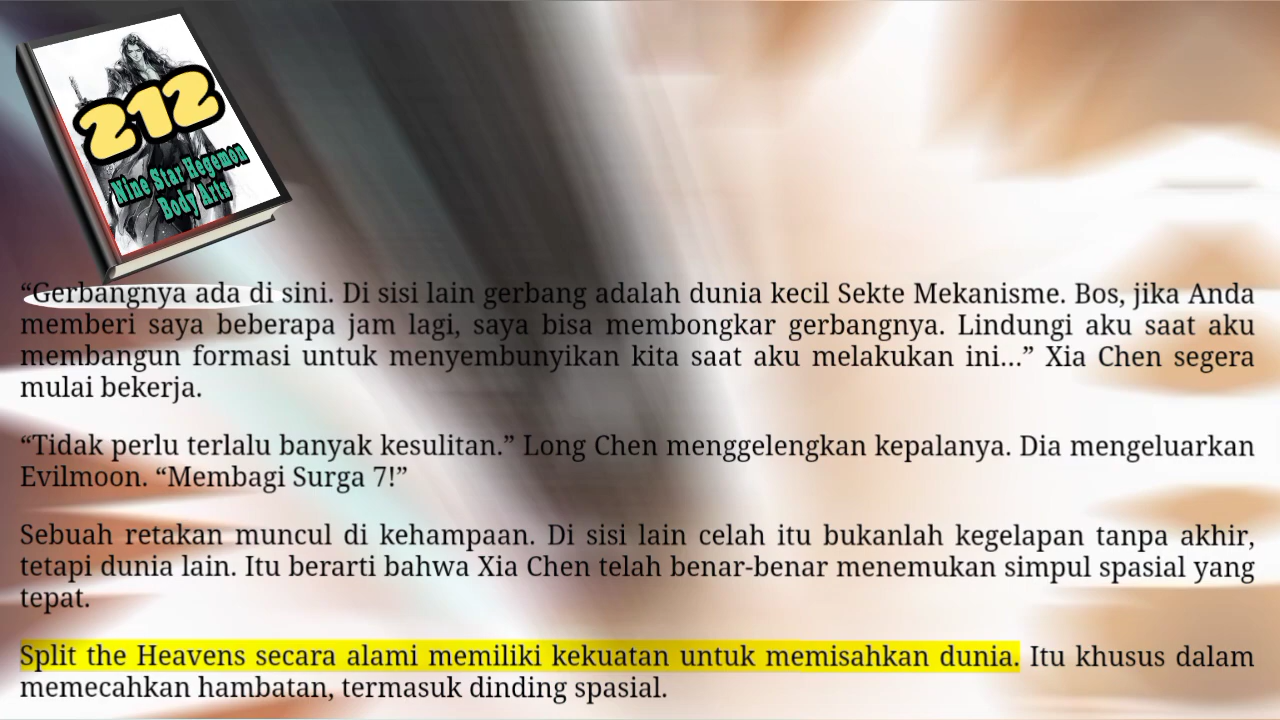 212
Nine Star Hegemon
Body Arts
“Gerbangnya ada di sini. Di sisi lain gerbang adalah dunia kecil Sekte Mekanisme. Bos, jika Anda
memberi saya beberapa jam lagi, saya bisa membongkar gerbangnya. Lindungi aku saat aku
membangun formasi untuk menyembunyikan kita saat aku melakukan ini...” Xia Chen segera
mulai bekerja.
“Tidak perlu terlalu banyak kesulitan.” Long Chen menggelengkan kepalanya. Dia mengeluarkan
Evilmoon. “Membagi Surga 7!”
Sebuah retakan muncul di kehampaan. Di sisi lain celah itu bukanlah kegelapan tanpa akhir,
tetapi dunia lain. Itu berarti bahwa Xia Chen telah benar-benar menemukan simpul spasial yang
tepat.
Split the Heavens secara alami memiliki kekuatan untuk memisahkan dunia. Itu khusus dalam
memecahkan hambatan, termasuk dinding spasial.